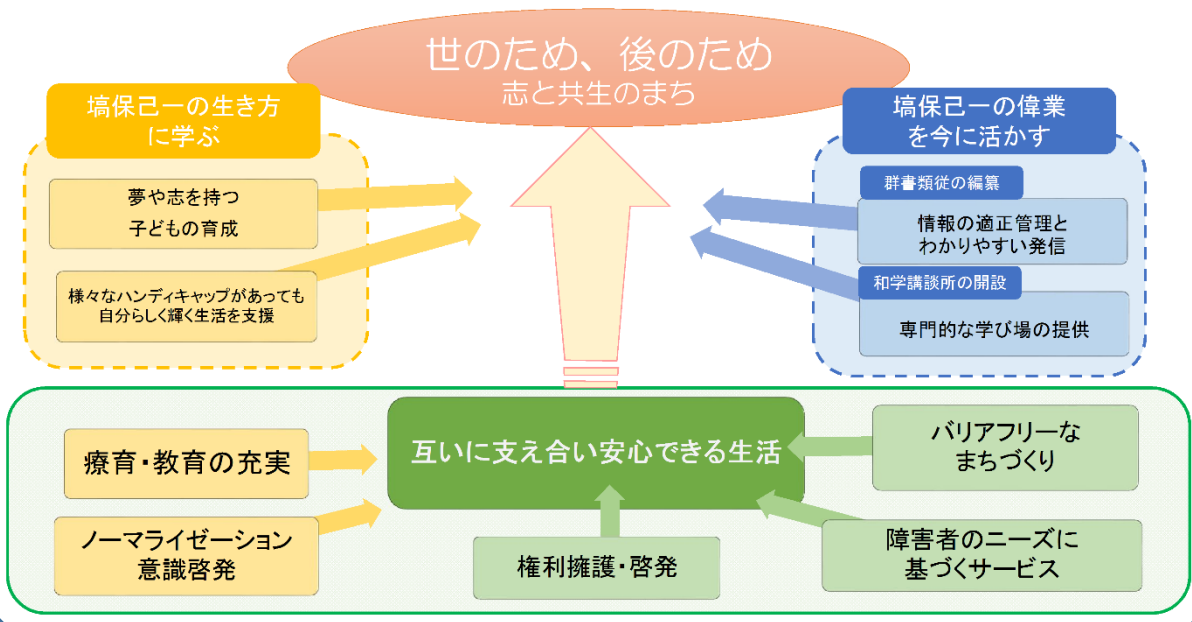 世のため、後のため
志と共生のまち
塙保己一の生き方
に学ぶ
夢や志を持つ
子どもの育成
様々なハンディキャップがあっても
自分らしく輝く生活を支援
塙保己一の偉業
を今に活かす
群書類従の編纂
情報の適正管理と
わかりやすい発信
和学講談所の開設
専門的な学び場の提供
互いに支え合い安心できる生活
療育・教育の充実
ノーマライゼーション
意識啓発
権利擁護・啓発
バリアフリーな
まちづくり
障害者のニーズに
基づくサービス